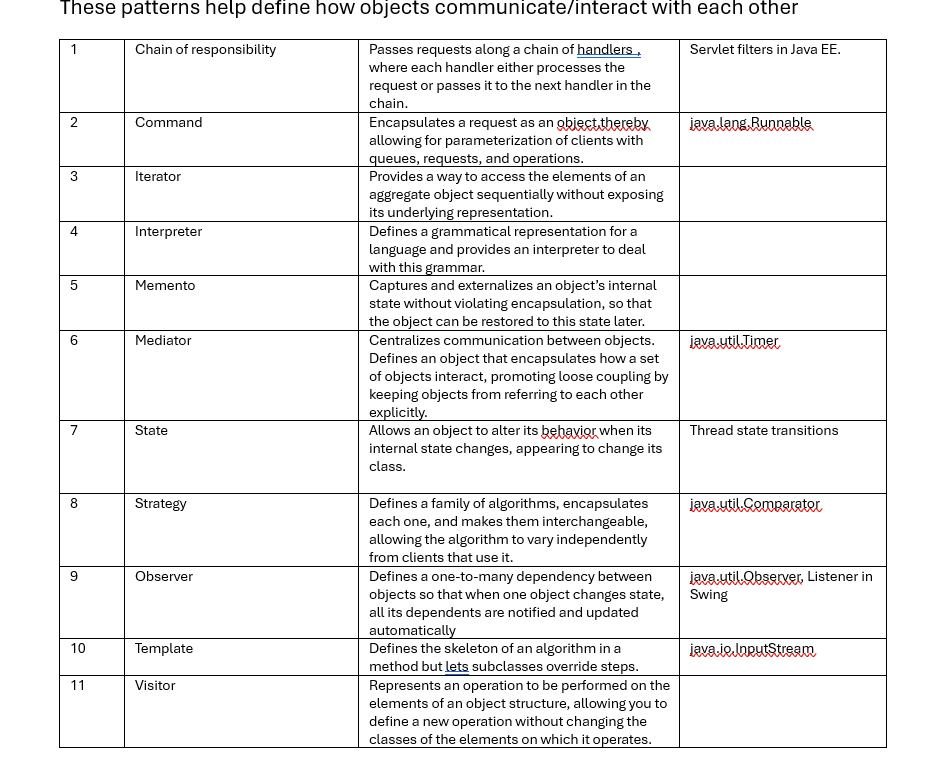 These patterns help define how objects communicate/interact with each other
1 Chain of responsibility Passes requests along a chain of handlers , Servlet filters in Java EE.
where each handler either processes the
request or passes it to the next handler in the
chain.
2 Command Encapsulates a request as an object,thereby java.lang.Runnable
allowing for parameterization of clients with
queues, requests, and operations.
3 Iterator Provides a way to access the elements of an
aggregate object sequentially without exposing
its underlying representation.
4 Interpreter Defines a grammatical representation for a
language and provides an interpreter to deal
with this grammar.
5 Memento Captures and externalizes an object’s internal
state without violating encapsulation, so that
the object can be restored to this state later.
6 Mediator Centralizes communication between objects. java.util.Timer
Defines an object that encapsulates how a set
of objects interact, promoting loose coupling by
keeping objects from referring to each other
explicitly.
7 State Allows an object to alter its behavior when its Thread state transitions
internal state changes, appearing to change its
class.
8 Strategy Defines a family of algorithms, encapsulates java.util.Comparator
each one, and makes them interchangeable,
allowing the algorithm to vary independently
from clients that use it.
9 Observer Defines a one-to-many dependency between java.util.Observer, Listener in
objects so that when one object changes state, Swing
all its dependents are notified and updated
automatically
10 Template Defines the skeleton of an algorithm in a java.io.InputStream
method but lets subclasses override steps.
11 Visitor Represents an operation to be performed on the
elements of an object structure, allowing you to
define a new operation without changing the
classes of the elements on which it operates.